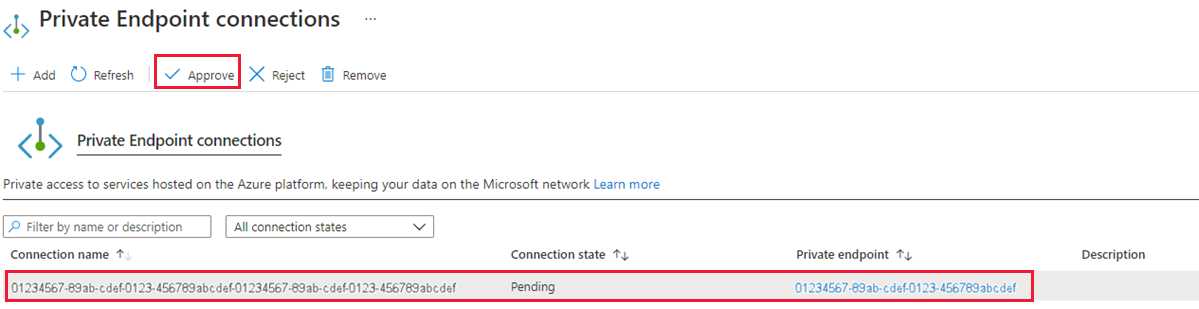 Private Endpoint connections ...
Add Refresh Approve Reject Remove
Private Endpoint connections
Private access to services hosted on the Azure platform, keeping your data on the Microsoft network Learn more
Filter by name or description All connection states
Connection name ↑↓ Connection state ↑↓ Private endpoint ↑↓ Description
01234567-89ab-cdef-0123-456789abcdef-01234567-89ab-cdef-0123-456789abcdef Pending 01234567-89ab-cdef-0123-456789abcdef